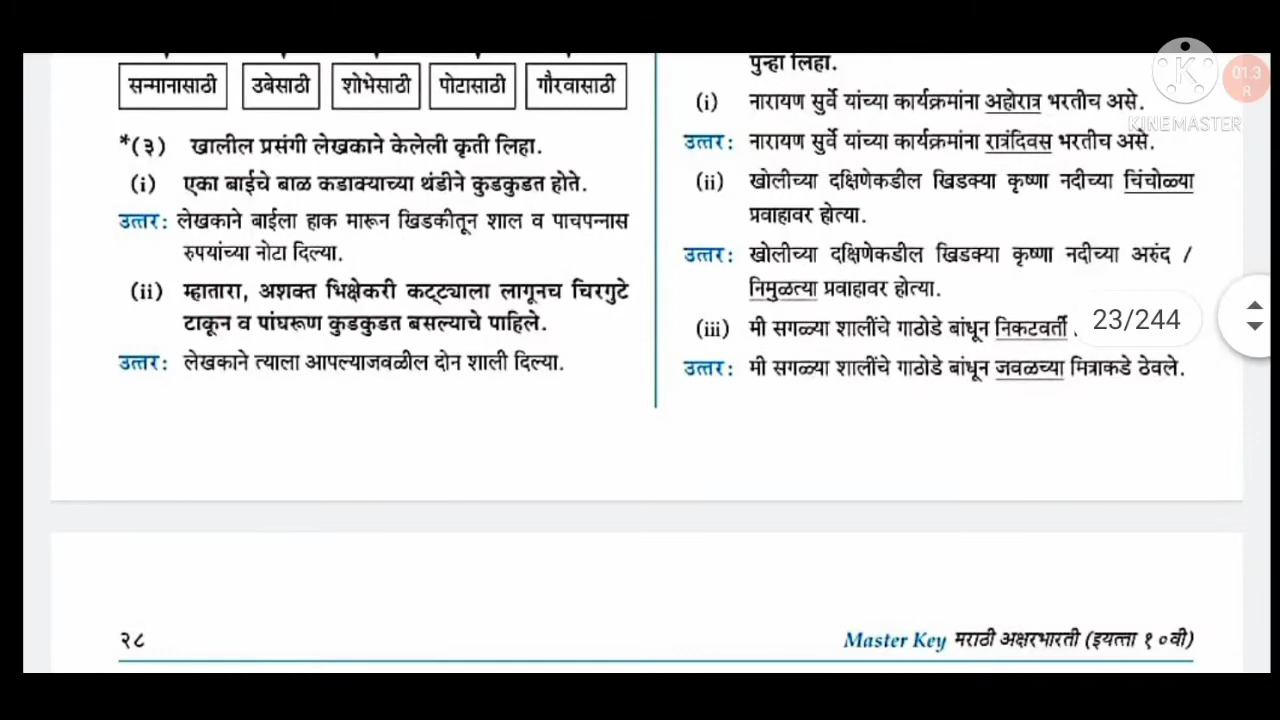 सन्मानासाठी उबेसाठी शोभेसाठी पोटासाठी गौरवासाठी
*(३) खालील प्रसंगी लेखकाने केलेली कृती लिहा.
(i) एका बाईचे बाळ कडाक्याच्या थंडीने कुडकुडत होते.
उत्तर: लेखकाने बाईला हाक मारून खिडकीतून शाल व पाचपन्नास
रुपयांच्या नोटा दिल्या.
(ii) म्हातारा, अशक्त भिक्षेकरी कट्ट्याला लागूनच चिरगुटे
टाकून व पांघरूण कुडकुडत बसल्याचे पाहिले.
उत्तर: लेखकाने त्याला आपल्याजवळील दोन शाली दिल्या.
पुन्हा लिहा.
(i) नारायण सुर्वे यांच्या कार्यक्रमांना अहोरात्र भरतीच असे.
उत्तर: नारायण सुर्वे यांच्या कार्यक्रमांना रात्रंदिवस भरतीच असे.
(ii) खोलीच्या दक्षिणेकडील खिडक्या कृष्णा नदीच्या चिंचोळ्या
प्रवाहावर होत्या.
उत्तर: खोलीच्या दक्षिणेकडील खिडक्या कृष्णा नदीच्या अरुंद /
निमुळत्या प्रवाहावर होत्या.
(iii) मी सगळ्या शालींचे गाठोडे बांधून निकटवर्ती
उत्तर: मी सगळ्या शालींचे गाठोडे बांधून जवळच्या मित्राकडे ठेवले.
23/244
K
KINEMASTER
01:3
२८
Master Key मराठी अक्षरभारती (इयत्ता १०वी)